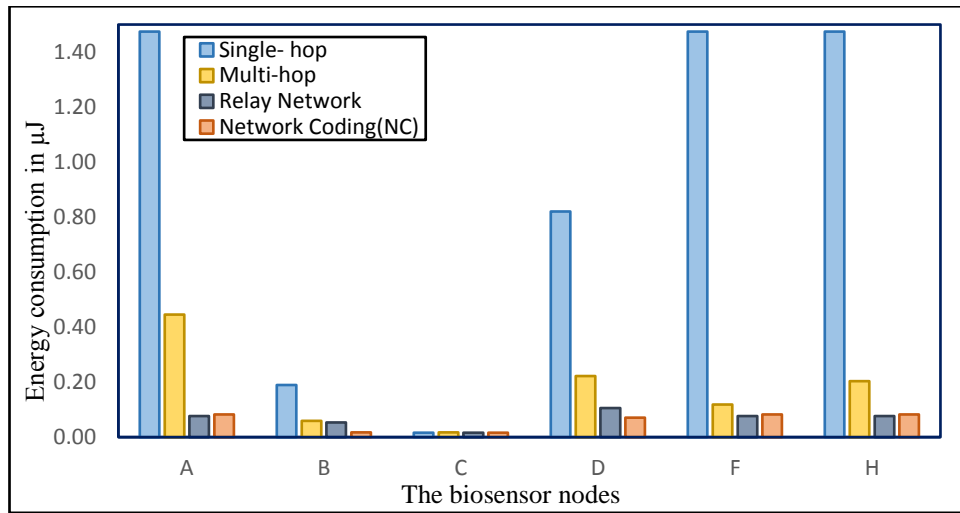 Energy consumption in µJ
1.40
1.20
1.00
0.80
0.60
0.40
0.20
0.00
Single- hop
Multi-hop
Relay Network
Network Coding(NC)
A B C D F H
The biosensor nodes